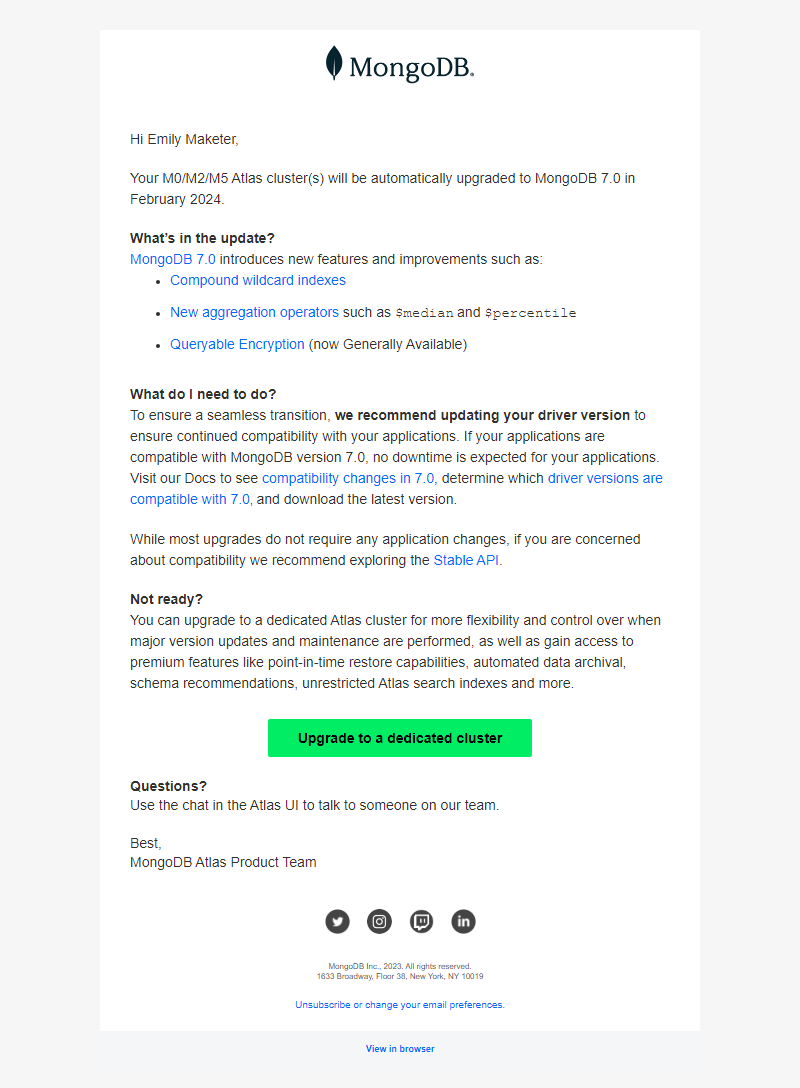 MongoDB®
Hi Emily Maketer,
Your M0/M2/M5 Atlas cluster(s) will be automatically upgraded to MongoDB 7.0 in
February 2024.
What's in the update?
MongoDB 7.0 introduces new features and improvements such as:
• Compound wildcard indexes
• New aggregation operators such as $median and $percentile
• Queryable Encryption (now Generally Available)
What do I need to do?
To ensure a seamless transition, we recommend updating your driver version to
ensure continued compatibility with your applications. If your applications are
compatible with MongoDB version 7.0, no downtime is expected for your applications.
Visit our Docs to see compatibility changes in 7.0, determine which driver versions are
compatible with 7.0, and download the latest version.
While most upgrades do not require any application changes, if you are concerned
about compatibility we recommend exploring the Stable API.
Not ready?
You can upgrade to a dedicated Atlas cluster for more flexibility and control over when
major version updates and maintenance are performed, as well as gain access to
premium features like point-in-time restore capabilities, automated data archival,
schema recommendations, unrestricted Atlas search indexes and more.
Upgrade to a dedicated cluster
Questions?
Use the chat in the Atlas UI to talk to someone on our team.
Best,
MongoDB Atlas Product Team
in
MongoDB Inc., 2023. All rights reserved.
1633 Broadway, Floor 38, New York, NY 10019
Unsubscribe or change your email preferences.
View in browser